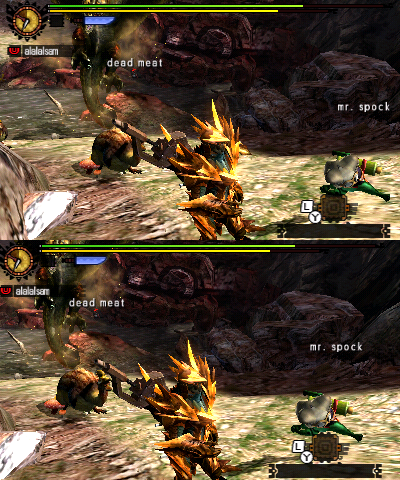 alalalsam
dead meat
mr. spock
L
Y
alalalsam
dead meat
mr. spock
L
Y